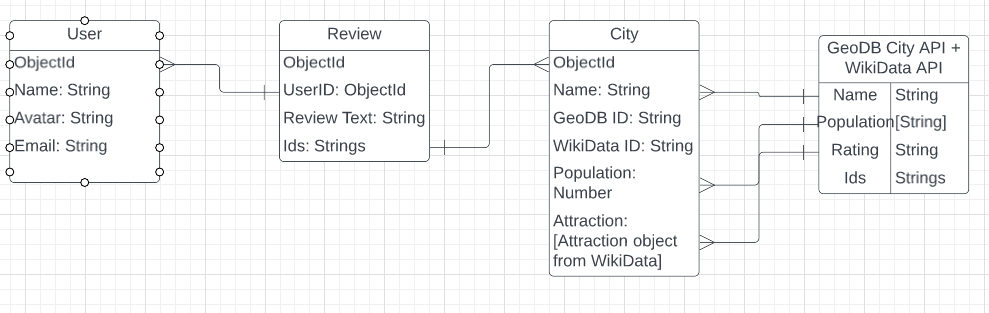 User
ObjectId
Name: String
Avatar: String
Email: String
Review
ObjectId
UserID: ObjectId
Review Text: String
Ids: Strings
City
ObjectId
Name: String
GeoDB ID: String
WikiData ID: String
Population:
Number
Attraction:
[Attraction object
from WikiData]
GeoDB City API +
WikiData API
Name String
Population [String]
Rating String
Ids Strings